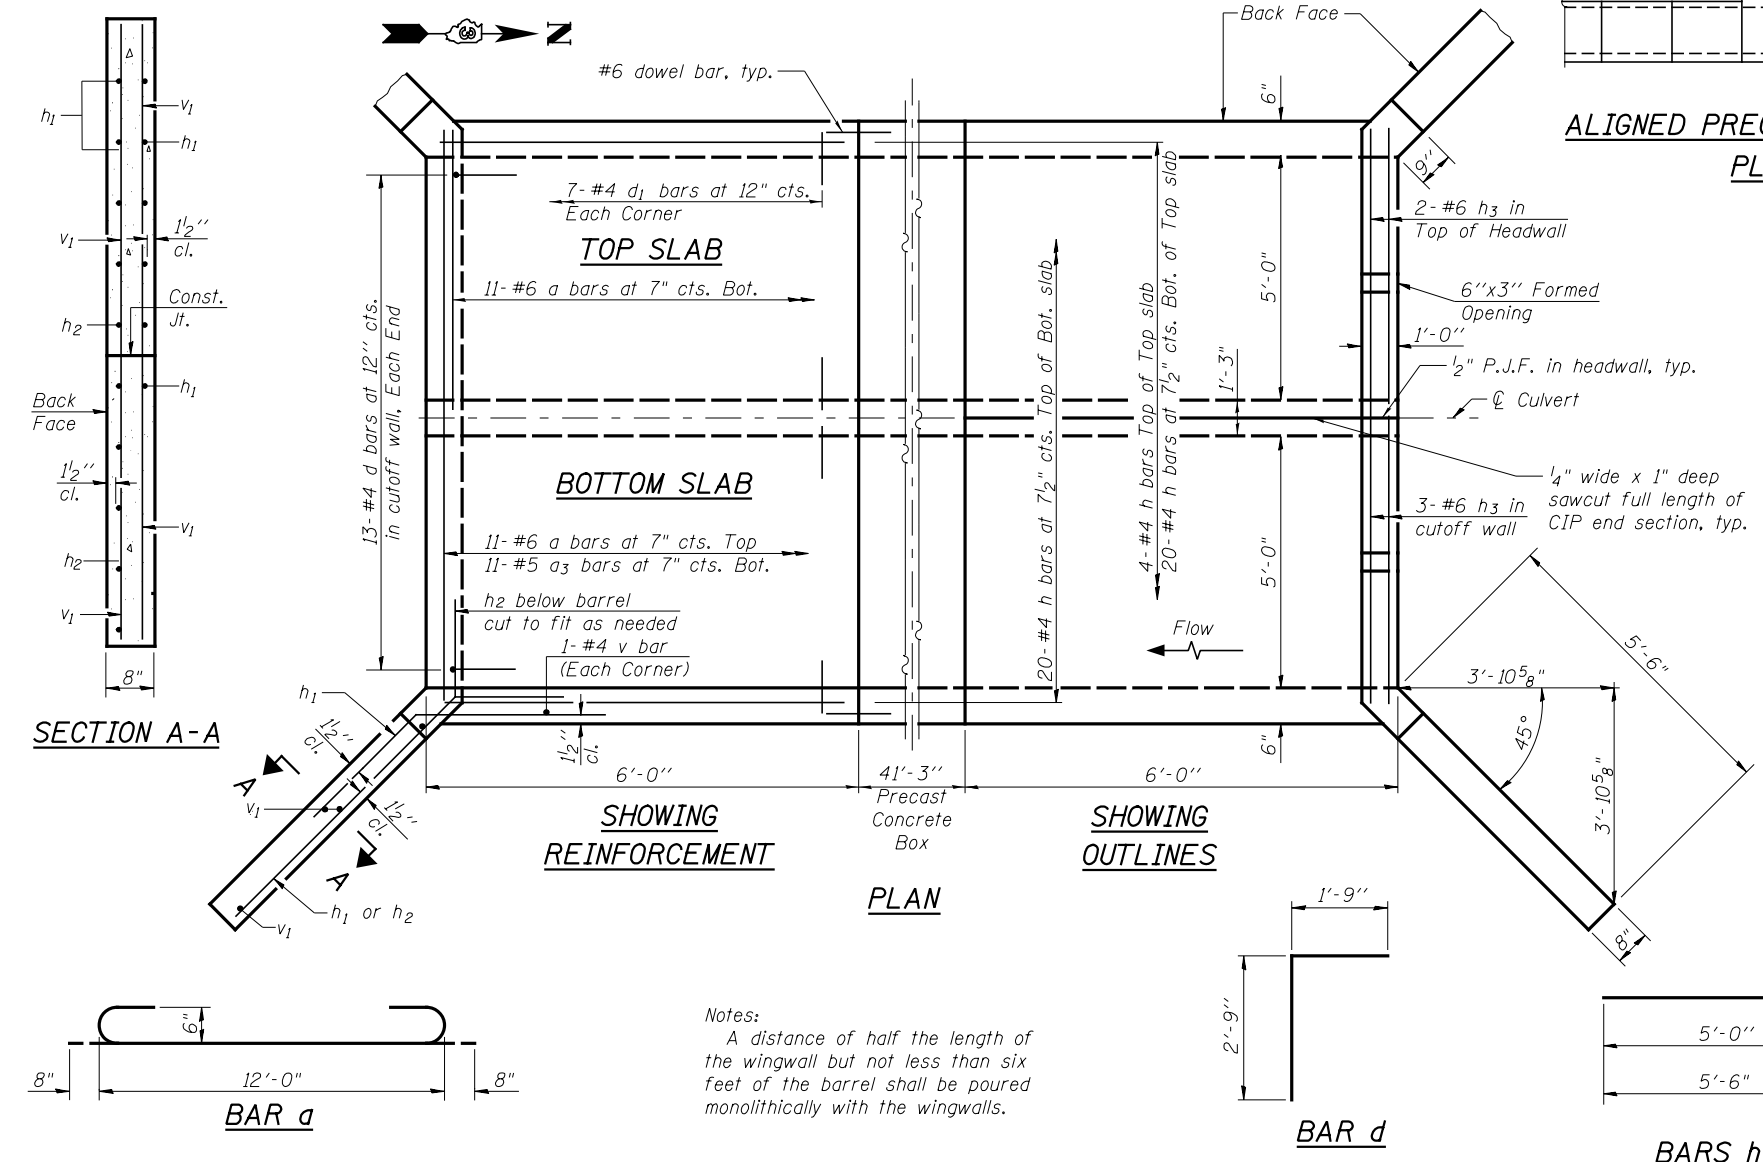 N
Back Face
#6 dowel bar, typ.
6"
ALIGNED PREC
PL
9"
h1
v1
h1
v1
1 1/2"
cl.
Const.
Jt.
h2
h1
Back
Face
1 1/2"
cl.
v1
h2
v1
8"
SECTION A-A
7-#4 d1 bars at 12" cts.
Each Corner
TOP SLAB
11-#6 a bars at 7" cts. Bot.
13-#4 d bars at 12" cts.
in cutoff wall, Each End
BOTTOM SLAB
11-#6 a bars at 7" cts. Top
11-#5 a3 bars at 7" cts. Bot.
h2 below barrel
cut to fit as needed
1-#4 v bar
(Each Corner)
20-#4 h bars at 7 1/2" cts. Top of Bot. slab
4-#4 h bars Top of Top slab
20-#4 h bars at 7 1/2" cts. Bot. of Top slab
5'-0"
1'-3"
5'-0"
6"
Flow
2-#6 h3 in
Top of Headwall
6"x3" Formed
Opening
1'-0"
1/2" P.J.F. in headwall, typ.
℄ Culvert
1/4" wide x 1" deep
sawcut full length of
CIP end section, typ.
3-#6 h3 in
cutoff wall
5'-6"
3'-10 5/8"
45°
3'-10 5/8"
8"
h1
1 1/2"
cl.
A
v1
1 1/2"
cl.
A
h1 or h2
v1
1 1/2"
cl.
6'-0"
41'-3"
Precast
Concrete
Box
6'-0"
SHOWING
REINFORCEMENT
SHOWING
OUTLINES
PLAN
6"
8"
12'-0"
8"
BAR a
Notes:
A distance of half the length of
the wingwall but not less than six
feet of the barrel shall be poured
monolithically with the wingwalls.
1'-9"
2'-9"
BAR d
5'-0"
5'-6"
BARS h